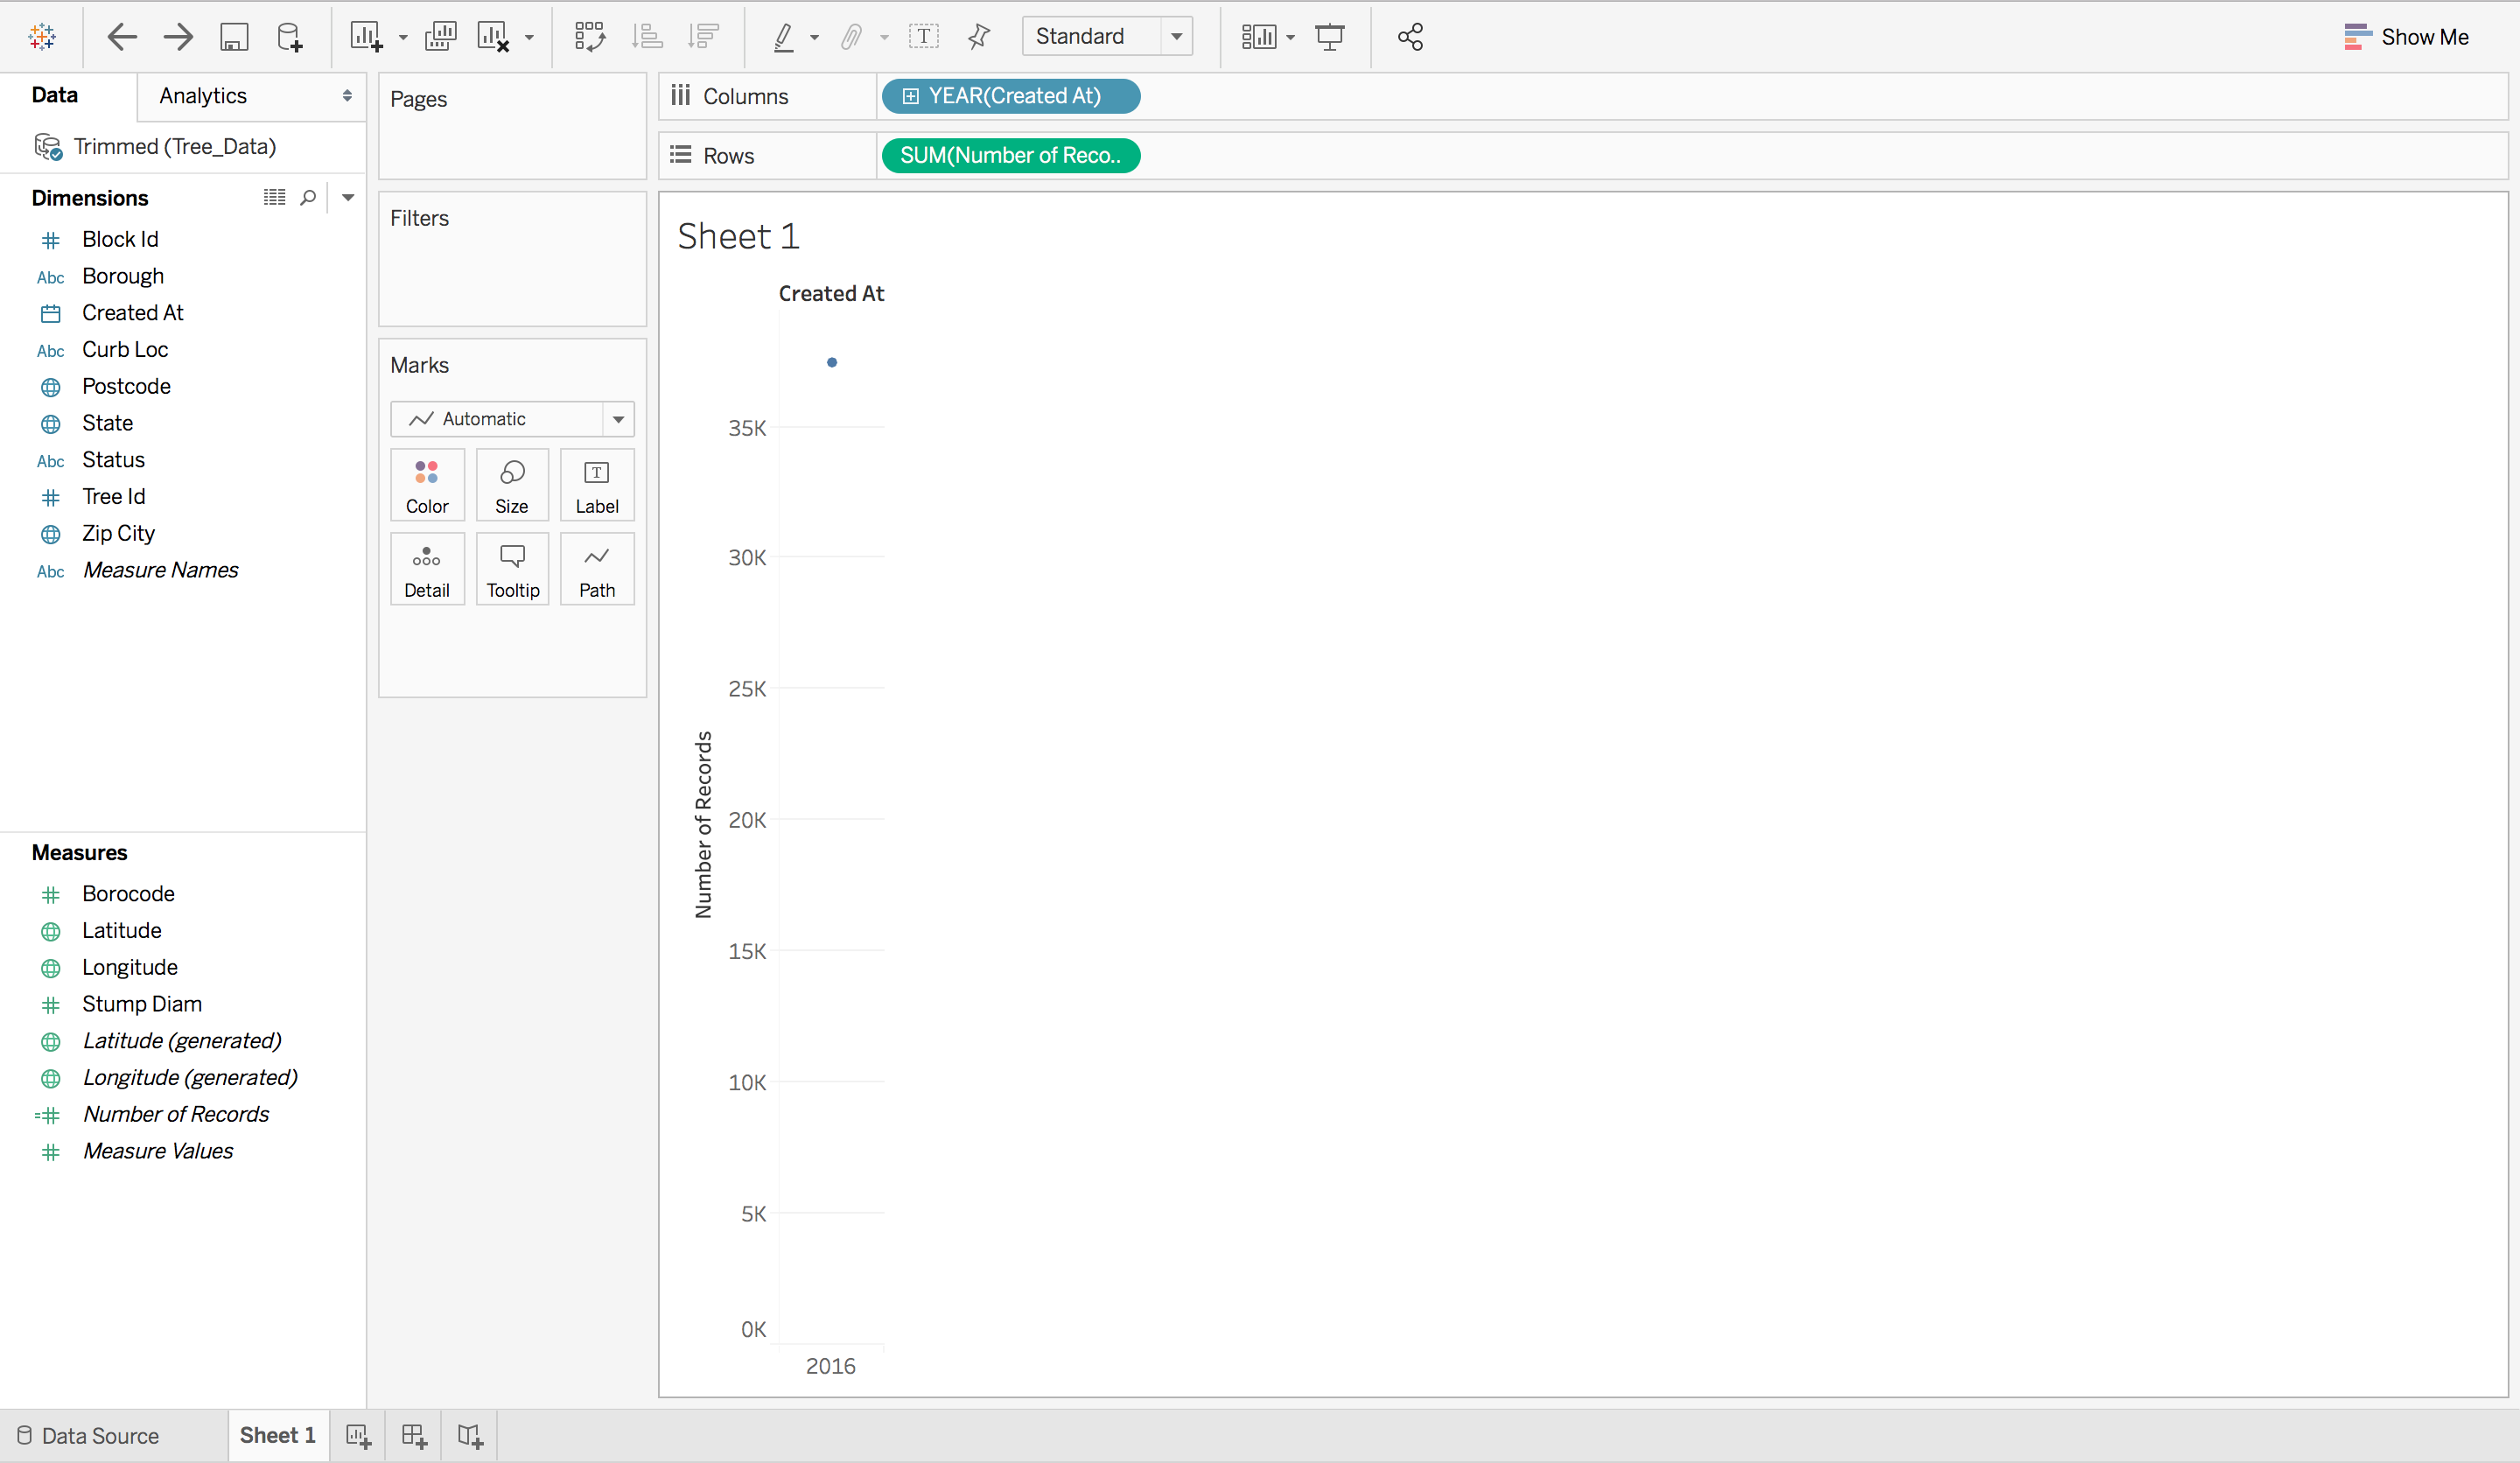 Standard
Show Me
Data
Analytics
Trimmed (Tree_Data)
Dimensions
Block Id
Abc Borough
Created At
Abc Curb Loc
Postcode
State
Abc Status
Tree Id
Zip City
Abc Measure Names
Measures
Borocode
Latitude
Longitude
Stump Diam
Latitude (generated)
Longitude (generated)
Number of Records
Measure Values
Pages
Filters
Marks
Automatic
Color Size Label
Detail Tooltip Path
Columns YEAR(Created At)
Rows SUM(Number of Reco..
Sheet 1
Created At
35K
30K
25K
20K
15K
10K
5K
0K
Number of Records
2016
Data Source
Sheet 1